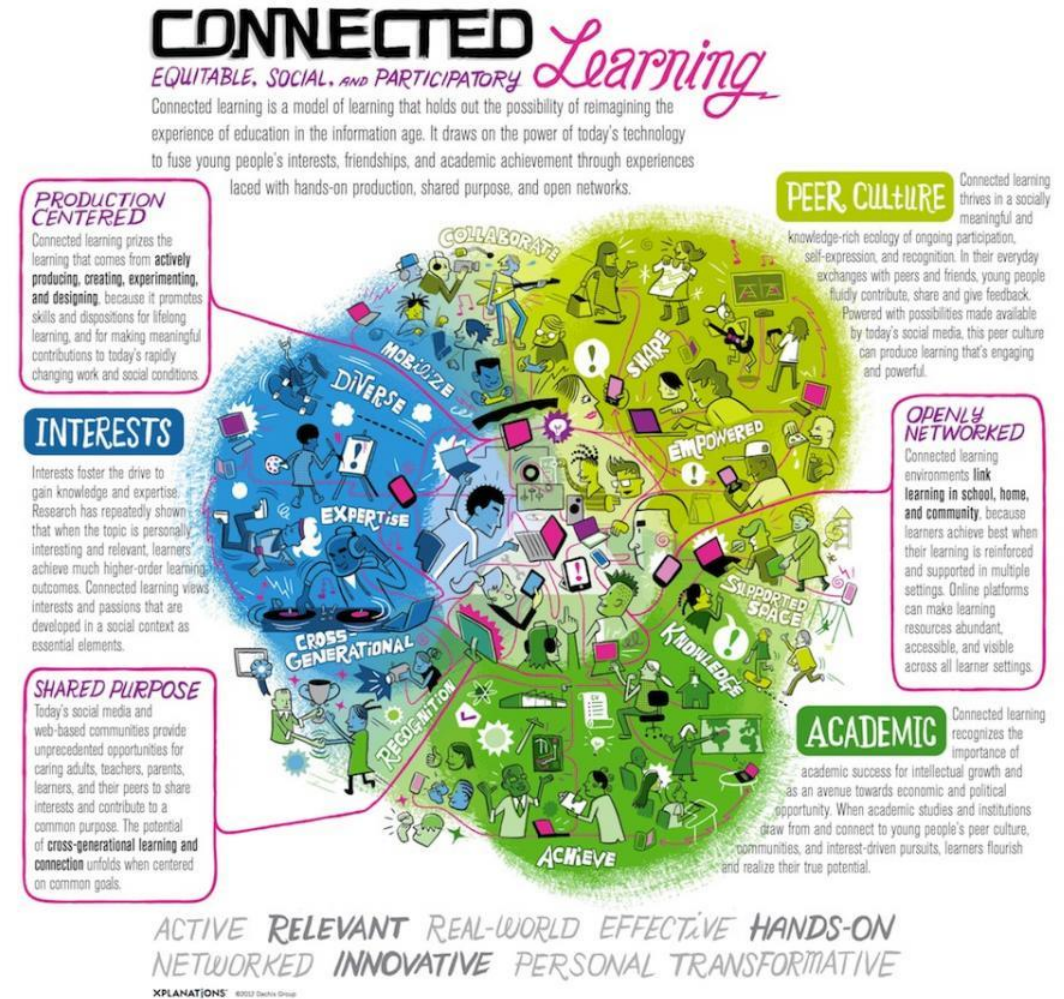 CONNECTED Learning
EQUITABLE, SOCIAL, AND PARTICIPATORY
Connected learning is a model of learning that holds out the possibility of reimagining the
experience of education in the information age. It draws on the power of today's technology
to fuse young people's interests, friendships, and academic achievement through experiences
laced with hands-on production, shared purpose, and open networks.
PRODUCTION
CENTERED
Connected learning prizes the
learning that comes from actively
producing, creating, experimenting,
and designing, because it promotes
skills and dispositions for lifelong
learning, and for making meaningful
contributions to today's rapidly
changing work and social conditions.
INTERESTS
Interests foster the drive to
gain knowledge and expertise.
Research has repeatedly shown
that when the topic is personally
interesting and relevant, learners'
achieve much higher-order learning
outcomes. Connected learning views
interests and passions that are
developed in a social context as
essential elements.
SHARED PURPOSE
Today's social media and
web-based communities provide
unprecedented opportunities for
caring adults, teachers, parents,
learners, and their peers to share
interests and contribute to a
common purpose. The potential
of cross-generational learning and
connection unfolds when centered
on common goals.
COLLABORATE
MOBILIZE
DIVERSE
SHARE
EMPOWERED
EXPERTISE
CROSS-
GENERATIONAL
RECOGNITION
SUPPORTED
SPACE
KNOWLEDGE
ACHIEVE
PEER CULTURE
Connected learning
thrives in a socially
meaningful and
knowledge-rich ecology of ongoing participation,
self-expression, and recognition. In their everyday
exchanges with peers and friends, young people
fluidly contribute, share and give feedback.
Powered with possibilities made available
by today's social media, this peer culture
can produce learning that's engaging
and powerful.
OPENLY
NETWORKED
Connected learning
environments link
learning in school, home,
and community, because
learners achieve best when
their learning is reinforced
and supported in multiple
settings. Online platforms
can make learning
resources abundant,
accessible, and visible
across all learner settings.
ACADEMIC
Connected learning
recognizes the
importance of
academic success for intellectual growth and
as an avenue towards economic and political
opportunity. When academic studies and institutions
draw from and connect to young people's peer culture,
communities, and interest-driven pursuits, learners flourish
and realize their true potential.
ACTIVE RELEVANT REAL-WORLD EFFECTIVE HANDS-ON
NETWORKED INNOVATIVE PERSONAL TRANSFORMATIVE
XPLANATIONS ©2012 Dachis Group